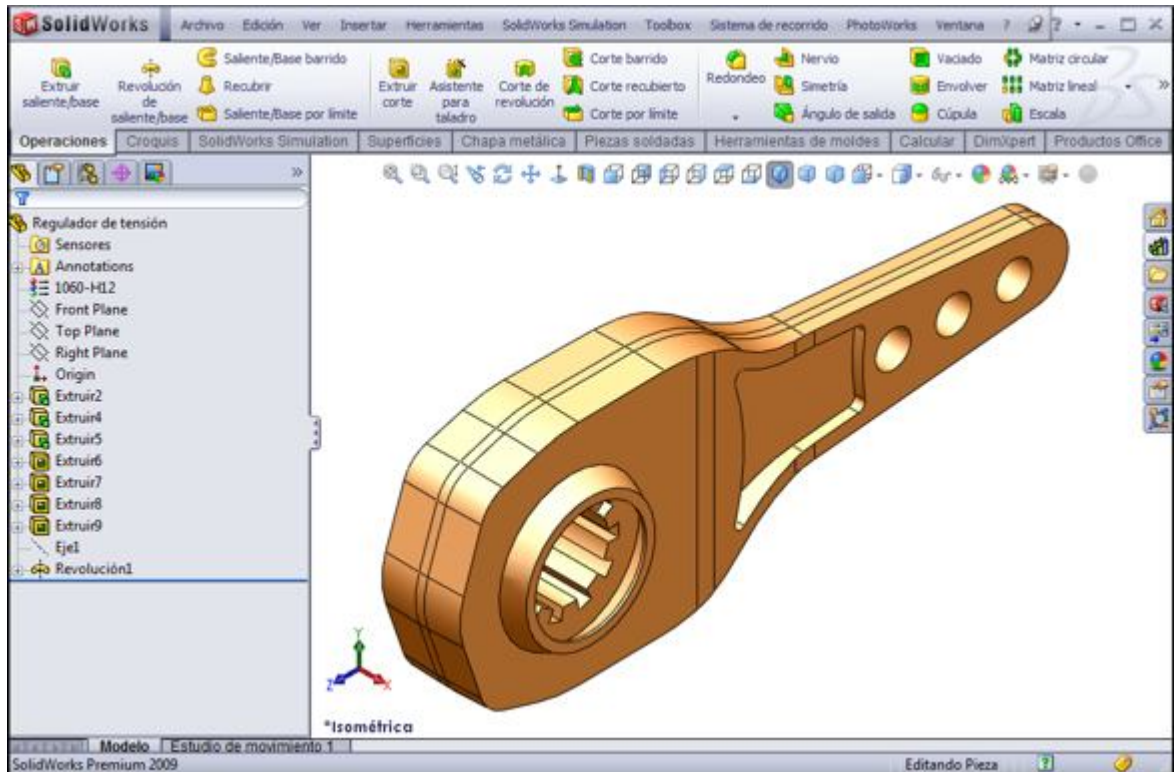 SolidWorks Archivo Edición Ver Insertar Herramientas SolidWorks Simulation Toolbox Sistema de recorrido PhotoWorks Ventana ?
Extruir saliente/base
Revolución de saliente/base
Saliente/Base barrido
Recubrir
Saliente/Base por límite
Extruir corte
Asistente para taladro
Corte de revolución
Corte barrido
Corte recubierto
Corte por límite
Redondeo
Nervio
Simetría
Ángulo de salida
Vaciado
Envolver
Cúpula
Matriz circular
Matriz lineal
Escala
Operaciones Croquis SolidWorks Simulation Superficies Chapa metálica Piezas soldadas Herramientas de moldes Calcular DimXpert Productos Office
Regulador de tensión
Sensores
Annotations
1060-H12
Front Plane
Top Plane
Right Plane
Origin
Extruir2
Extruir4
Extruir5
Extruir6
Extruir7
Extruir8
Extruir9
Eje1
Revolución1
Y
Z X
*Isométrica
Modelo Estudio de movimiento 1
SolidWorks Premium 2009 Editando Pieza